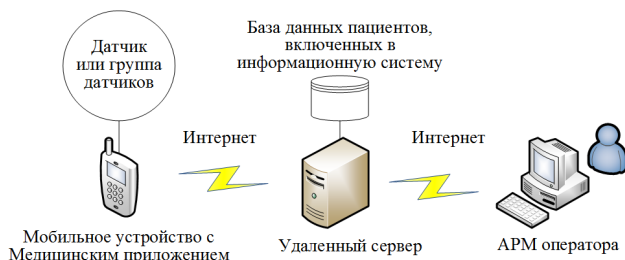 Датчик
или группа
датчиков
База данных пациентов,
включенных в
информационную систему
Интернет
Интернет
Мобильное устройство с
Медицинским приложением
Удаленный сервер
АРМ оператора